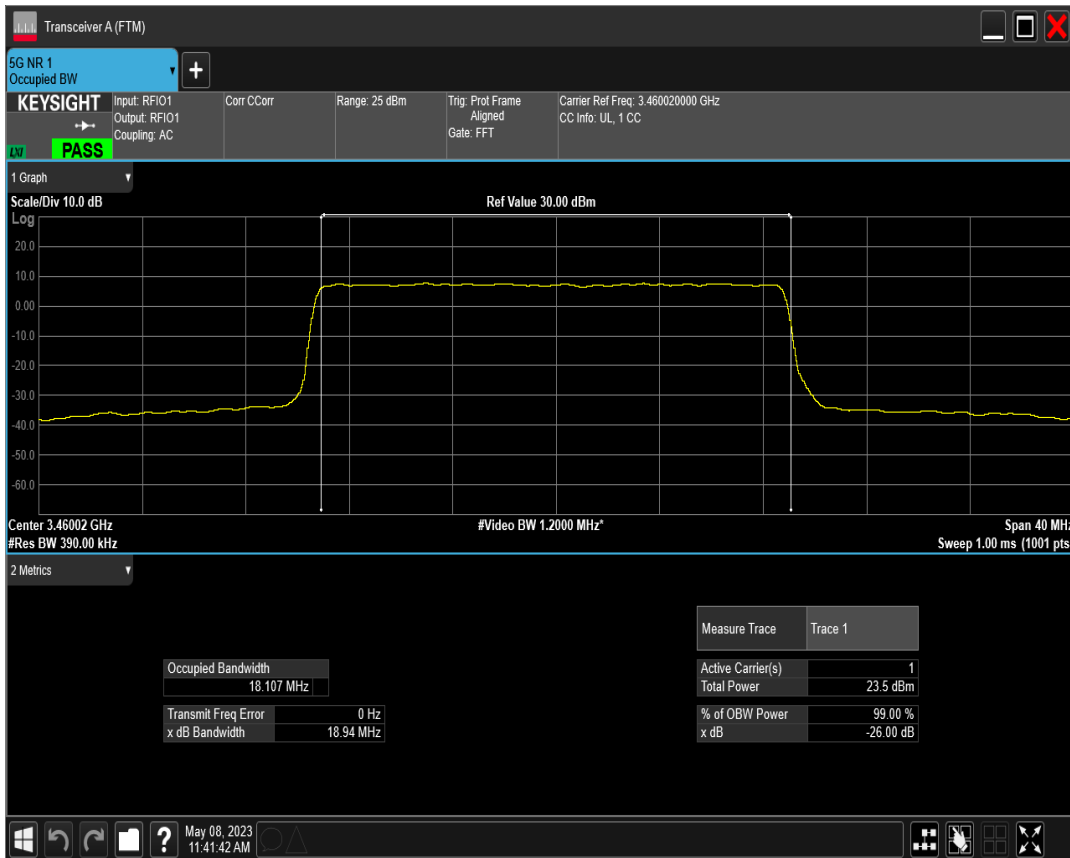 Transceiver A (FTM)
5G NR 1
Occupied BW
+
KEYSIGHT
LXI
PASS
Input: RFIO1
Output: RFIO1
Coupling: AC
Corr CCorr
Range: 25 dBm
Trig: Prot Frame
Aligned
Gate: FFT
Carrier Ref Freq: 3.460020000 GHz
CC Info: UL, 1 CC
1 Graph
Scale/Div 10.0 dB
Ref Value 30.00 dBm
Log
20.0
10.0
0.00
-10.0
-20.0
-30.0
-40.0
-50.0
-60.0
Center 3.46002 GHz
#Video BW 1.2000 MHz*
Span 40 MHz
#Res BW 390.00 kHz
Sweep 1.00 ms (1001 pts
2 Metrics
Measure Trace Trace 1
Occupied Bandwidth
18.107 MHz
Active Carrier(s) 1
Total Power 23.5 dBm
Transmit Freq Error 0 Hz
x dB Bandwidth 18.94 MHz
% of OBW Power 99.00 %
x dB -26.00 dB
?
May 08, 2023
11:41:42 AM